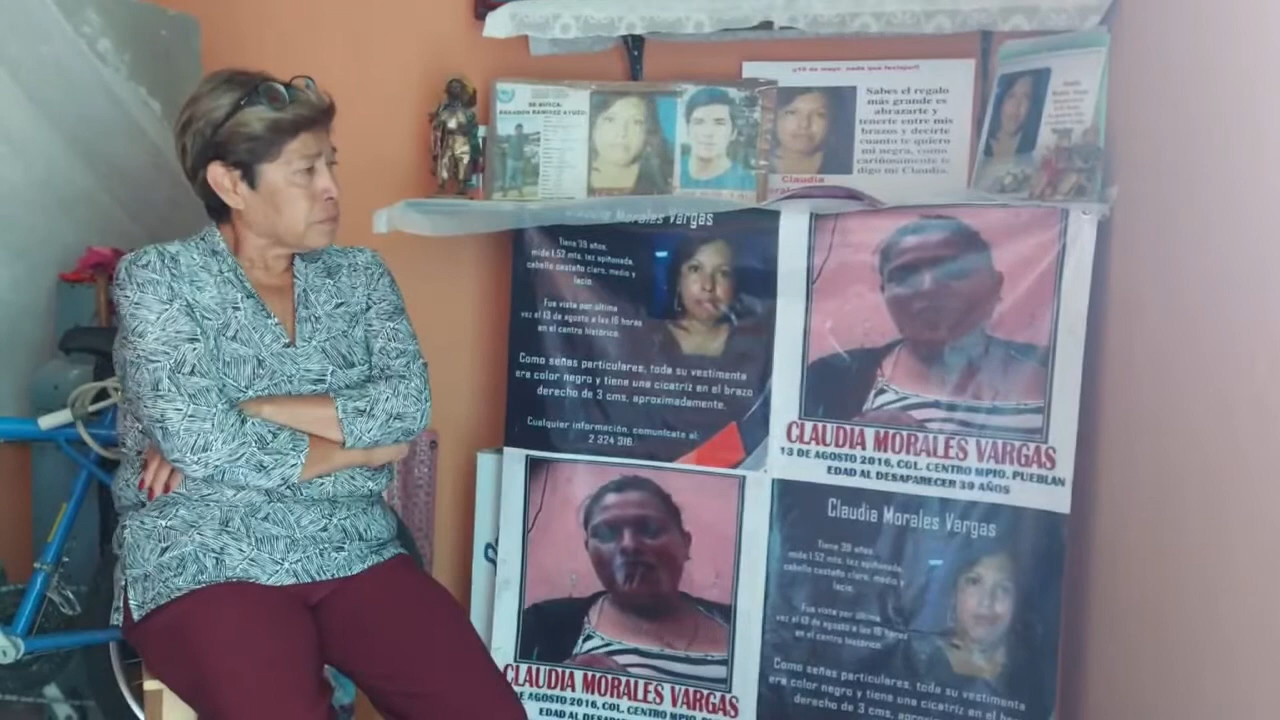 SE BUSCA:
¡¡10 de mayo, nada que festejar!!
Sabes el regalo
más grande es
abrazarte y
tenerte entre mis
brazos y decirte
cuanto te quiero
mi negra, como
cariñosamente te
digo mi Claudia.
Claudia
Claudia Morales Vargas
Tiene 39 años,
mide 1.52 mts, tez apiñonada,
cabello castaño claro, medio y
lacio.
Fue vista por última
vez el 13 de agosto a las 16 horas
en el centro histórico.
Como señas particulares, toda su vestimenta
era color negro y tiene una cicatriz en el brazo
derecho de 3 cms, aproximadamente.
Cualquier información, comunícate al:
2 324 316.
CLAUDIA MORALES VARGAS
13 DE AGOSTO 2016, COL. CENTRO MPIO. PUEBLAN
EDAD AL DESAPARECER 39 AÑOS
CLAUDIA MORALES VARGAS
DE AGOSTO 2016, COL. CENTRO MPIO. PUEBLAN
EDAD AL
Claudia Morales Vargas
Tiene 39 años,
mide 1.52 mts, tez apiñonada,
cabello castaño claro, medio y
lacio.
Fue vista por última
vez el 13 de agosto a las 16 horas
en el centro histórico.
Como señas particulares, toda su vestimenta
era color negro y tiene una cicatriz en el brazo
derecho de 3 cms,